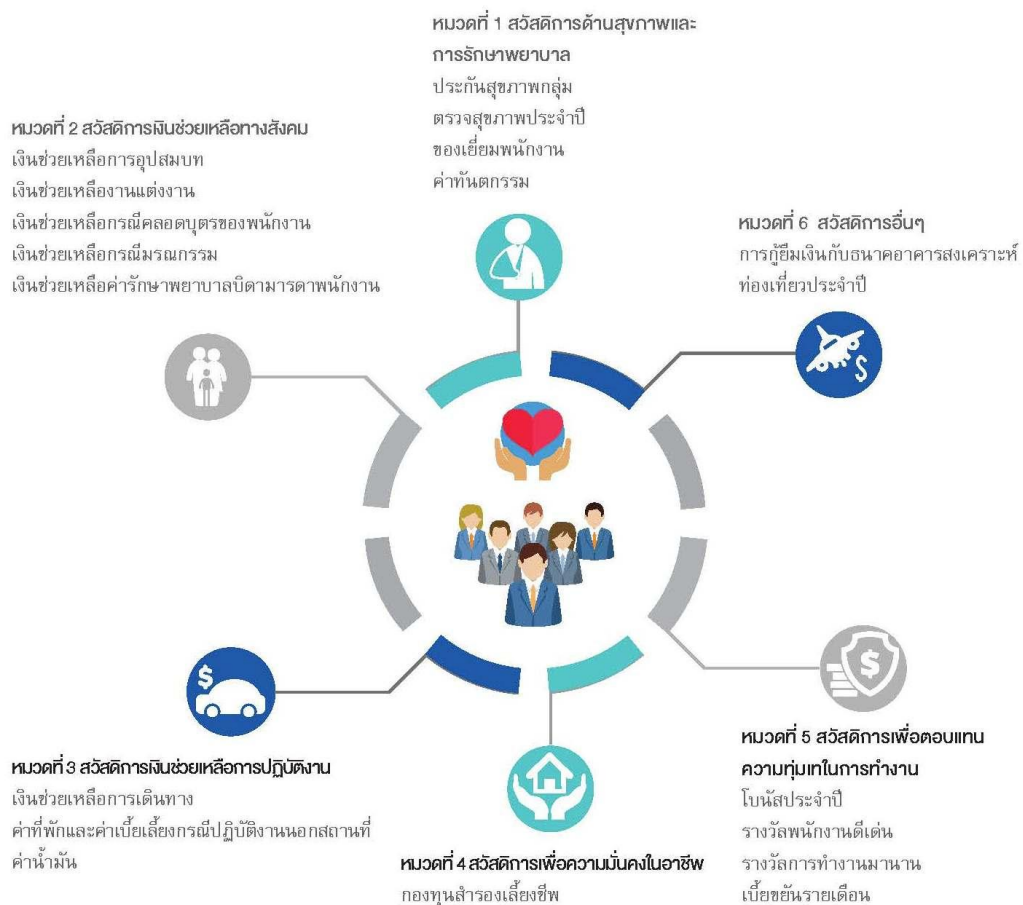 หมวดที่ 1 สวัสดิการด้านสุขภาพและ
การรักษาพยาบาล
ประกันสุขภาพกลุ่ม
ตรวจสุขภาพประจำปี
ของเยี่ยมพนักงาน
ค่าทันตกรรม
หมวดที่ 2 สวัสดิการเงินช่วยเหลือทางสังคม
เงินช่วยเหลือการอุปสมบท
เงินช่วยเหลืองานแต่งงาน
เงินช่วยเหลือกรณีคลอดบุตรของพนักงาน
เงินช่วยเหลือกรณีมรณกรรม
เงินช่วยเหลือค่ารักษาพยาบาลบิดามารดาพนักงาน
หมวดที่ 3 สวัสดิการเงินช่วยเหลือการปฏิบัติงาน
เงินช่วยเหลือการเดินทาง
ค่าที่พักและค่าเบี้ยเลี้ยงกรณีปฏิบัติงานนอกสถานที่
ค่าน้ำมัน
หมวดที่ 4 สวัสดิการเพื่อความมั่นคงในอาชีพ
กองทุนสำรองเลี้ยงชีพ
หมวดที่ 5 สวัสดิการเพื่อตอบแทน
ความทุ่มเทในการทำงาน
โบนัสประจำปี
รางวัลพนักงานดีเด่น
รางวัลการทำงานมานาน
เบี้ยขยันรายเดือน
หมวดที่ 6 สวัสดิการอื่นๆ
การกู้ยืมเงินกับธนาคารอาคารสงเคราะห์
ท่องเที่ยวประจำปี
$
$
$